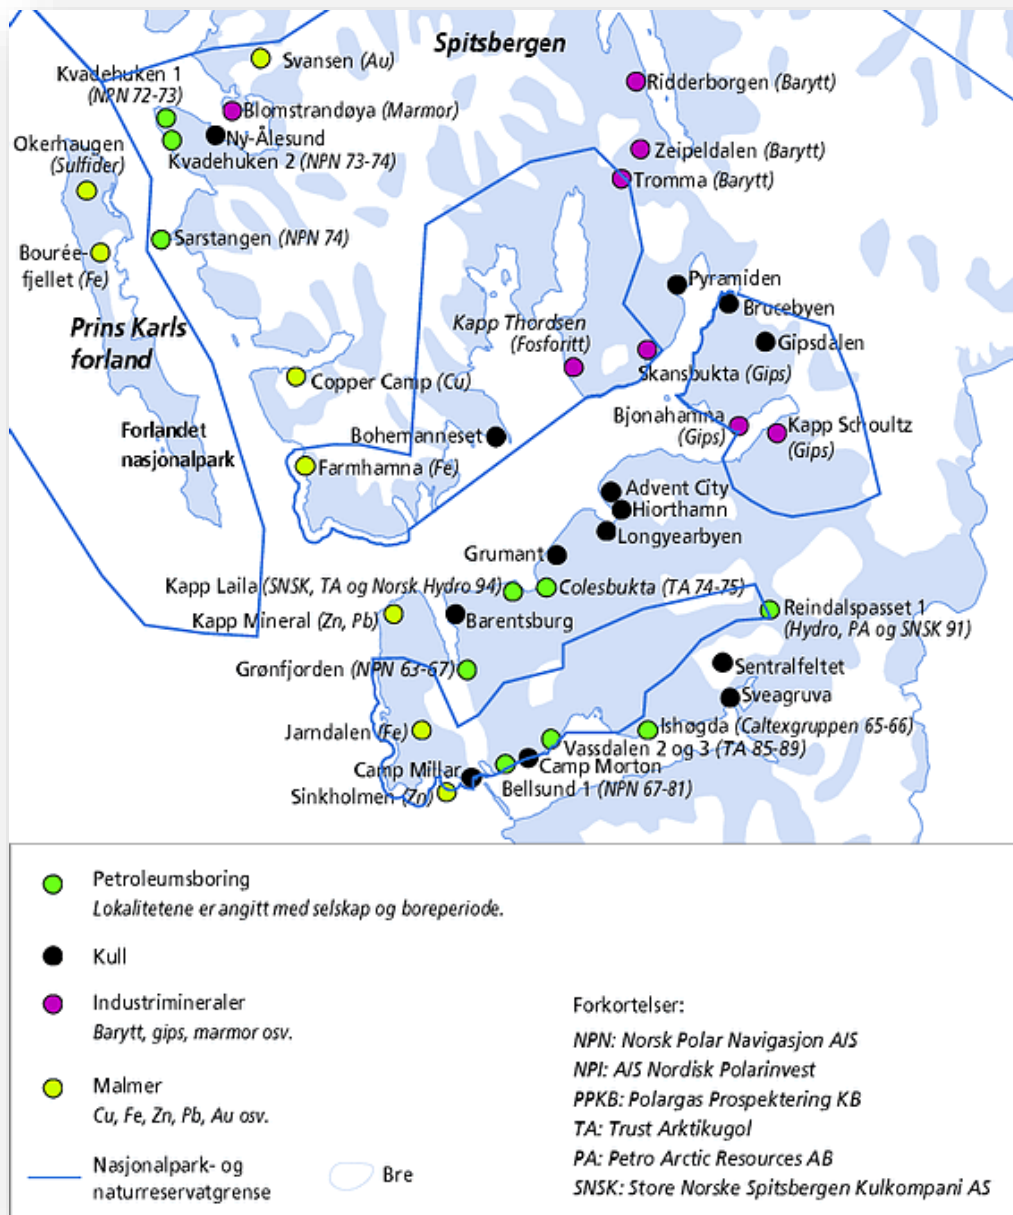 Spitsbergen
Svansen (Au)
Kvadehuken 1
(NPN 72-73)
Ridderborgen (Barytt)
Blomstrandøya (Marmor)
Okerhaugen
(Sulfider)
Ny-Ålesund
Kvadehuken 2 (NPN 73-74)
Zeipeldalen (Barytt)
Tromma (Barytt)
Sarstangen (NPN 74)
Bourée-
fjellet (Fe)
Pyramiden
Brucebyen
Prins Karls
forland
Kapp Thordsen
(Fosforitt)
Gipsdalen
Copper Camp (Cu)
Skansbukta (Gips)
Forlandet
nasjonalpark
Bohemanneset
Bjonahamna
(Gips)
Kapp Schoultz
(Gips)
Farmhamna (Fe)
Advent City
Hiorthamn
Longyearbyen
Grumant
Kapp Laila (SNSK, TA og Norsk Hydro 94)
Colesbukta (TA 74-75)
Kapp Mineral (Zn, Pb)
Barentsburg
Reindalspasset 1
(Hydro, PA og SNSK 91)
Grønfjorden (NPN 63-67)
Sentralfeltet
Sveagruva
Jarndalen (Fe)
Ishøgda (Caltexgruppen 65-66)
Vassdalen 2 og 3 (TA 85-89)
Camp Morton
Camp Millar
Bellsund 1 (NPN 67-81)
Sinkholmen (Zn)
Petroleumsboring
Lokalitetene er angitt med selskap og boreperiode.
Kull
Industrimineraler
Barytt, gips, marmor osv.
Malmer
Cu, Fe, Zn, Pb, Au osv.
Nasjonalpark- og
naturreservatgrense
Bre
Forkortelser:
NPN: Norsk Polar Navigasjon A/S
NPI: A/S Nordisk Polarinvest
PPKB: Polargas Prospektering KB
TA: Trust Arktikugol
PA: Petro Arctic Resources AB
SNSK: Store Norske Spitsbergen Kulkompani AS